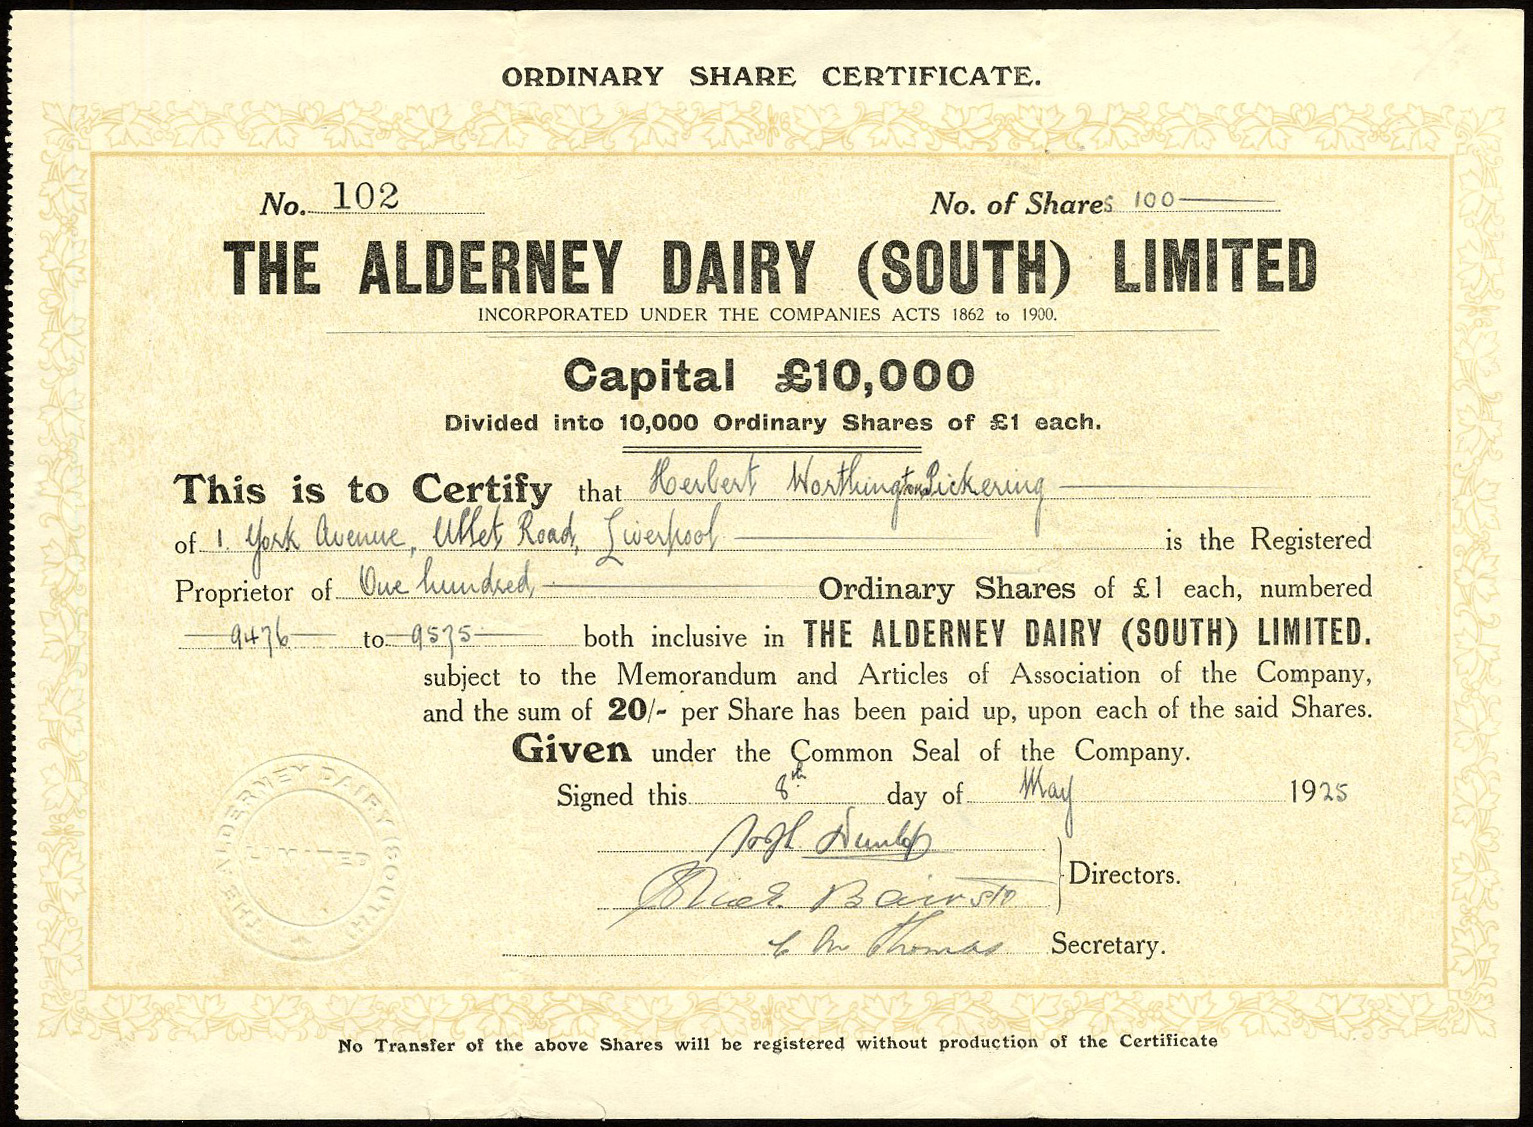 ORDINARY SHARE CERTIFICATE.
No. 102 No. of Shares 100
THE ALDERNEY DAIRY (SOUTH) LIMITED
INCORPORATED UNDER THE COMPANIES ACTS 1862 to 1900.
Capital £10,000
Divided into 10,000 Ordinary Shares of £1 each.
This is to Certify that Herbert Worthington Pickering
of 1. York Avenue, Ullet Road, Liverpool is the Registered
Proprietor of One hundred Ordinary Shares of £1 each, numbered
9476 to 9575 both inclusive in THE ALDERNEY DAIRY (SOUTH) LIMITED.
subject to the Memorandum and Articles of Association of the Company,
and the sum of 20/- per Share has been paid up, upon each of the said Shares.
Given under the Common Seal of the Company.
Signed this 8th day of May 1925
Dunlop
Directors.
C M Thomas Secretary.
THE ALDERNEY DAIRY (SOUTH)
LIMITED
No Transfer of the above Shares will be registered without production of the Certificate